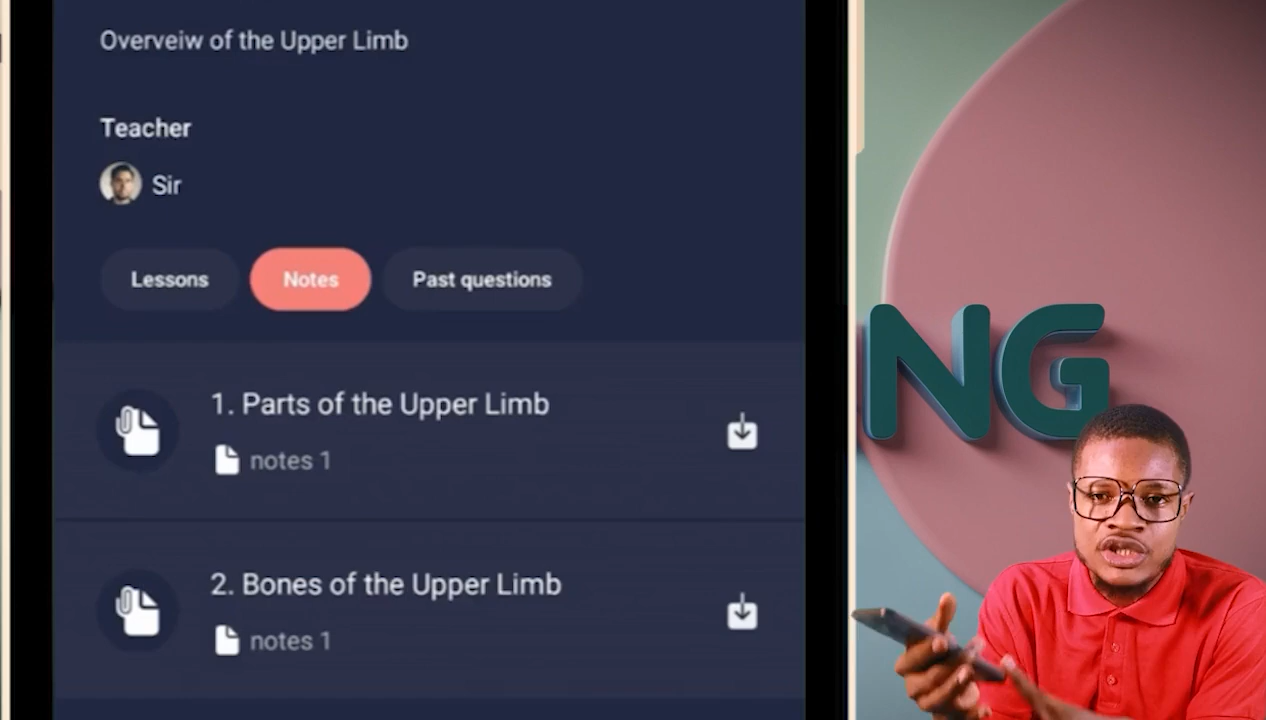 Overveiw of the Upper Limb
Teacher
Sir
Lessons
Notes
Past questions
1. Parts of the Upper Limb
notes 1
2. Bones of the Upper Limb
notes 1
NG